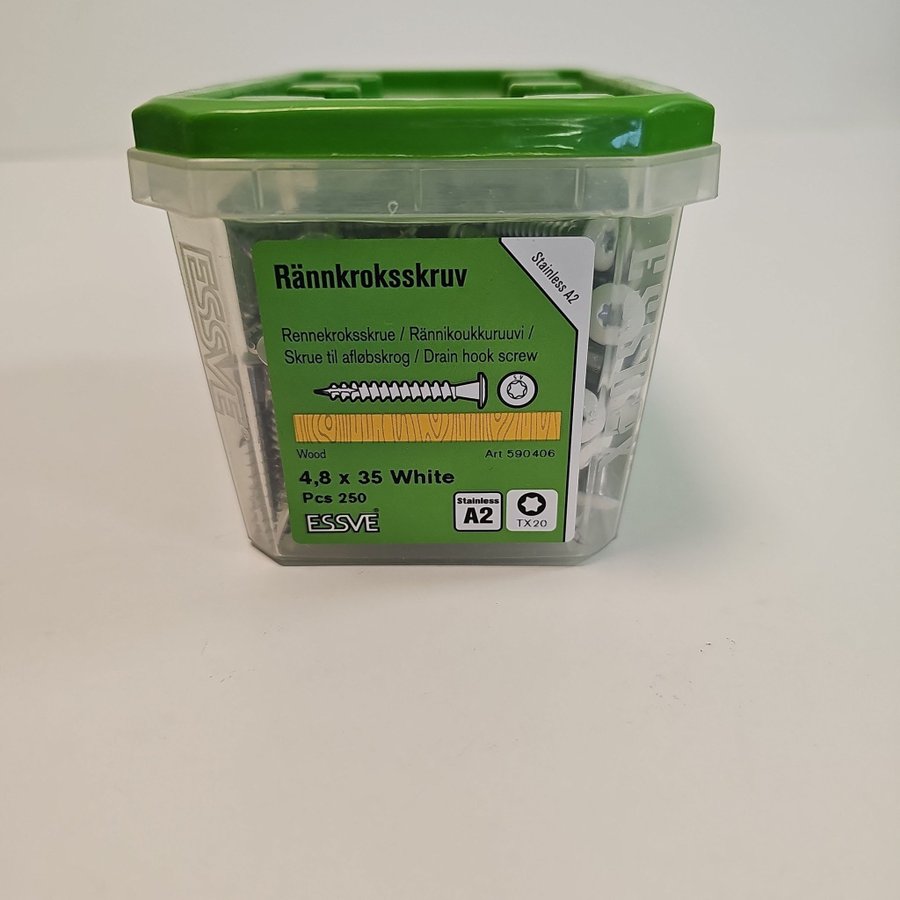 Rännkroksskruv
Stainless A2
Rennekroksskrue / Rännikoukkuruuvi /
Skrue til afløbskrog / Drain hook screw
Wood
Art 590406
4,8 x 35 White
Pcs 250
ESSVE®
Stainless
A2
TX20
ESSVE
ESSVE